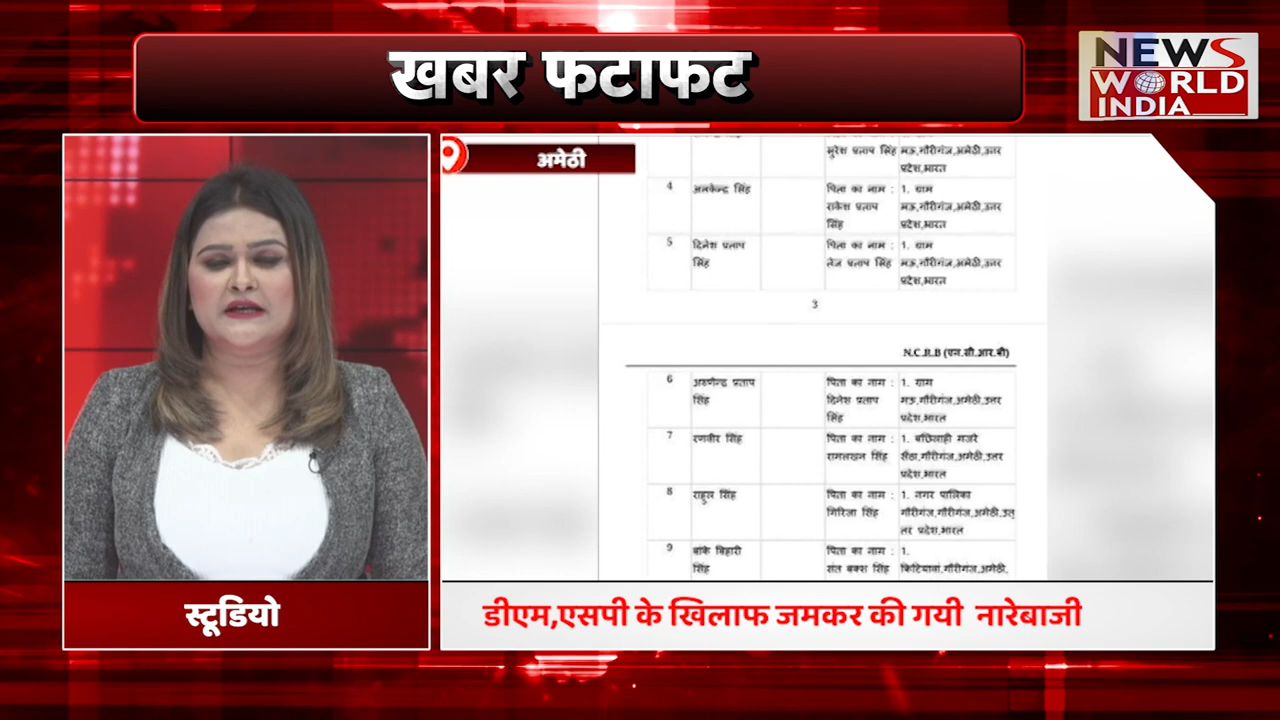 खबर फटाफट
NEWS
WORLD
INDIA
अमेठी
सुरेश प्रताप सिंह मऊ,गौरीगंज,अमेठी,उत्तर
प्रदेश,भारत
4 अलकेन्द्र सिंह पिता का नाम : 1. ग्राम
राकेश प्रताप मऊ,गौरीगंज,अमेठी,उत्तर
सिंह प्रदेश,भारत
5 दिनेश प्रताप पिता का नाम : 1. ग्राम
सिंह तेज प्रताप सिंह मऊ,गौरीगंज,अमेठी,उत्तर
प्रदेश,भारत
3
N.C.R.B (एन.सी.आर.बी)
6 अरुणेन्द्र प्रताप पिता का नाम : 1. ग्राम
सिंह दिनेश प्रताप मऊ,गौरीगंज,अमेठी,उत्तर
सिंह प्रदेश,भारत
7 रणवीर सिंह पिता का नाम : 1. बछिलाही मजरे
रामलखन सिंह सैंठा,गौरीगंज,अमेठी,उत्तर
प्रदेश,भारत
8 राहुल सिंह पिता का नाम : 1. नगर पालिका
गिरिजा सिंह गौरीगंज,गौरीगंज,अमेठी,उत्
तर प्रदेश,भारत
9 बांके बिहारी पिता का नाम : 1.
सिंह संत बक्श सिंह किटियावां,गौरीगंज,अमेठी,
स्टूडियो
डीएम,एसपी के खिलाफ जमकर की गयी नारेबाजी